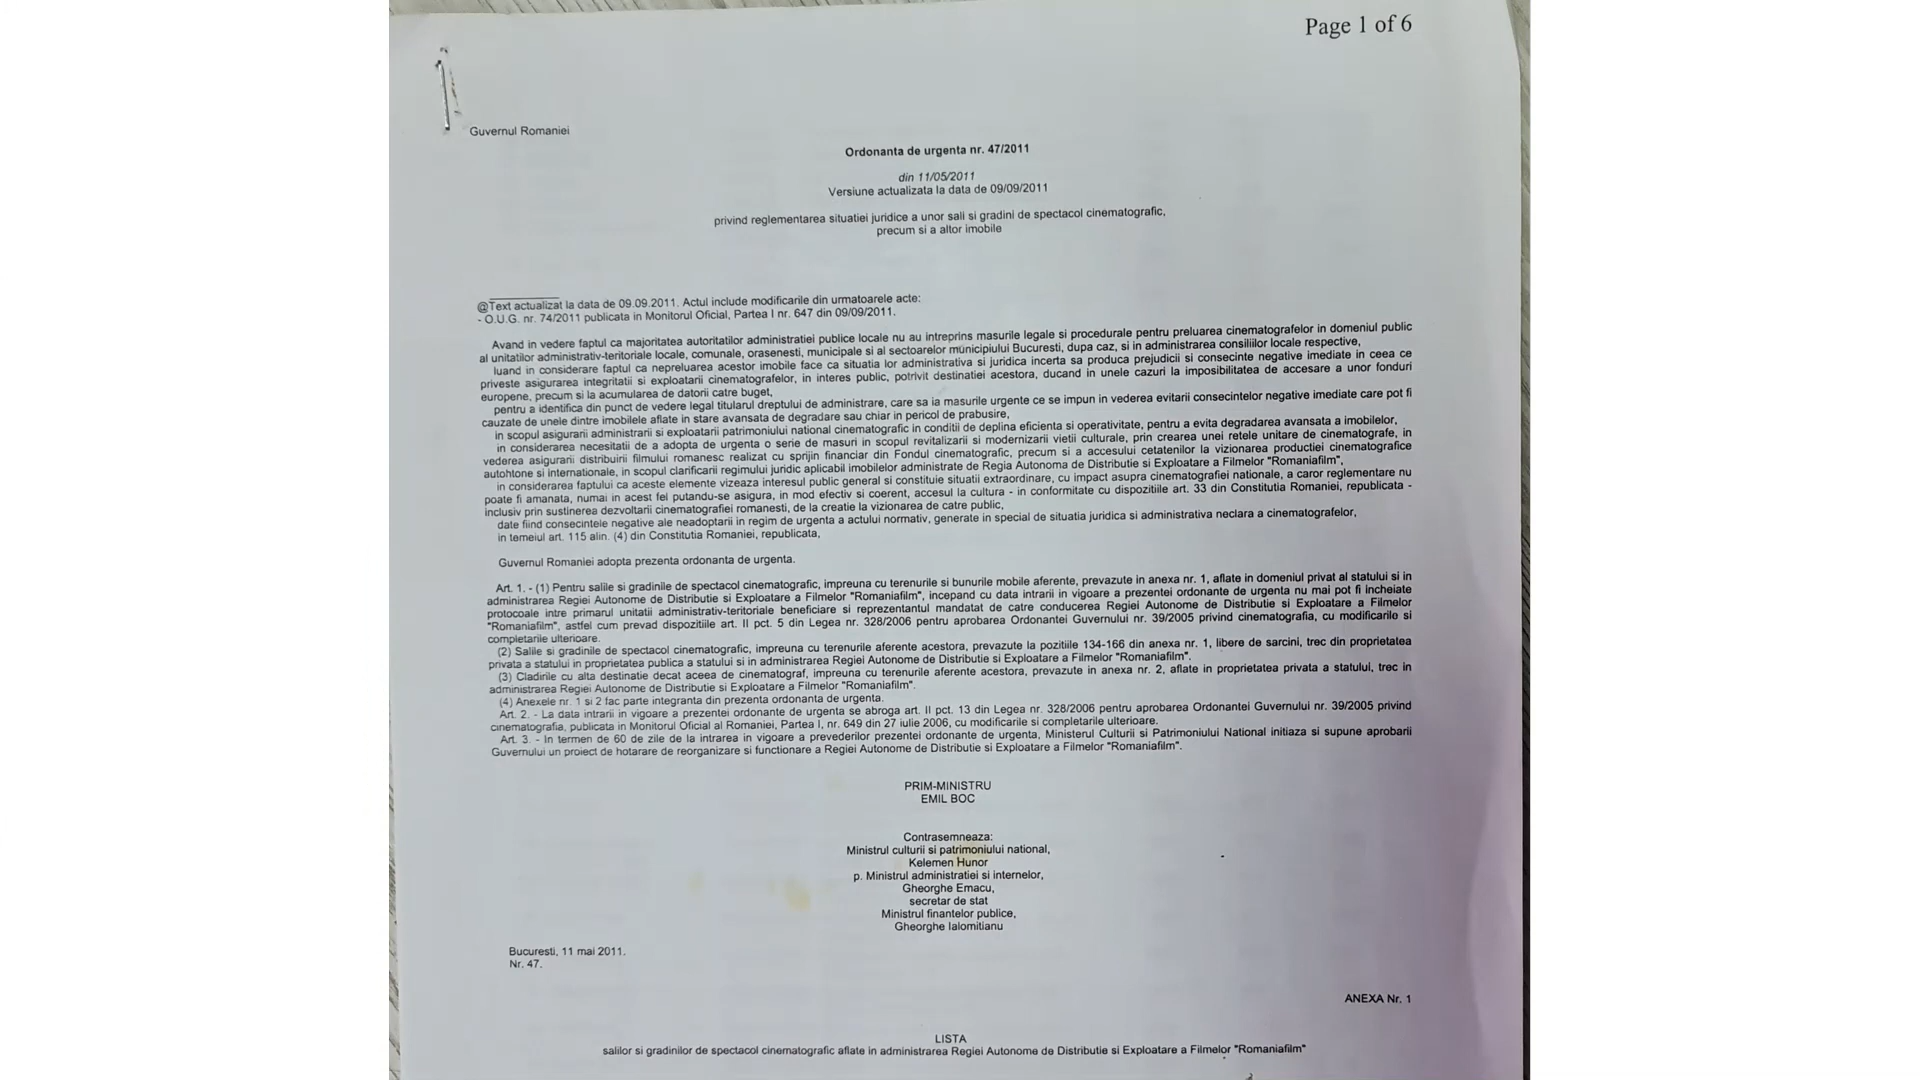 Page 1 of 6
Guvernul Romaniei
Ordonanta de urgenta nr. 47/2011
din 11/05/2011
Versiune actualizata la data de 09/09/2011
privind reglementarea situatiei juridice a unor sali si gradini de spectacol cinematografic,
precum si a altor imobile
@Text actualizat la data de 09.09.2011. Actul include modificarile din urmatoarele acte:
- O.U.G. nr. 74/2011 publicata in Monitorul Oficial, Partea I nr. 647 din 09/09/2011.
Avand in vedere faptul ca majoritatea autoritatilor administratiei publice locale nu au intreprins masurile legale si procedurale pentru preluarea cinematografelor in domeniul public
al unitatilor administrativ-teritoriale locale, comunale, orasenesti, municipale si al sectoarelor municipiului Bucuresti, dupa caz, si in administrarea consiliilor locale respective,
luand in considerare faptul ca nepreluarea acestor imobile face ca situatia lor administrativa si juridica incerta sa produca prejudicii si consecinte negative imediate in ceea ce
priveste asigurarea integritatii si exploatarii cinematografelor, in interes public, potrivit destinatiei acestora, ducand in unele cazuri la imposibilitatea de accesare a unor fonduri
europene, precum si la acumularea de datorii catre buget,
pentru a identifica din punct de vedere legal titularul dreptului de administrare, care sa ia masurile urgente ce se impun in vederea evitarii consecintelor negative imediate care pot fi
cauzate de unele dintre imobilele aflate in stare avansata de degradare sau chiar in pericol de prabusire,
in scopul asigurarii administrarii si exploatarii patrimoniului national cinematografic in conditii de deplina eficienta si operativitate, pentru a evita degradarea avansata a imobilelor,
in considerarea necesitatii de a adopta de urgenta o serie de masuri in scopul revitalizarii si modernizarii vietii culturale, prin crearea unei retele unitare de cinematografe, in
vederea asigurarii distribuirii filmului romanesc realizat cu sprijin financiar din Fondul cinematografic, precum si a accesului cetatenilor la vizionarea productiei cinematografice
autohtone si internationale, in scopul clarificarii regimului juridic aplicabil imobilelor administrate de Regia Autonoma de Distributie si Exploatare a Filmelor "Romaniafilm",
in considerarea faptului ca aceste elemente vizeaza interesul public general si constituie situatii extraordinare, cu impact asupra cinematografiei nationale, a caror reglementare nu
poate fi amanata, numai in acest fel putandu-se asigura, in mod efectiv si coerent, accesul la cultura - in conformitate cu dispozitiile art. 33 din Constitutia Romaniei, republicata -
inclusiv prin sustinerea dezvoltarii cinematografiei romanesti, de la creatie la vizionarea de catre public,
date fiind consecintele negative ale neadoptarii in regim de urgenta a actului normativ, generate in special de situatia juridica si administrativa neclara a cinematografelor,
in temeiul art. 115 alin. (4) din Constitutia Romaniei, republicata,
Guvernul Romaniei adopta prezenta ordonanta de urgenta.
Art. 1. - (1) Pentru salile si gradinile de spectacol cinematografic, impreuna cu terenurile si bunurile mobile aferente, prevazute in anexa nr. 1, aflate in domeniul privat al statului si in
administrarea Regiei Autonome de Distributie si Exploatare a Filmelor "Romaniafilm", incepand cu data intrarii in vigoare a prezentei ordonante de urgenta nu mai pot fi incheiate
protocoale intre primarul unitatii administrativ-teritoriale beneficiare si reprezentantul mandatat de catre conducerea Regiei Autonome de Distributie si Exploatare a Filmelor
"Romaniafilm", astfel cum prevad dispozitiile art. II pct. 5 din Legea nr. 328/2006 pentru aprobarea Ordonantei Guvernului nr. 39/2005 privind cinematografia, cu modificarile si
completarile ulterioare.
(2) Salile si gradinile de spectacol cinematografic, impreuna cu terenurile aferente acestora, prevazute la pozitiile 134-166 din anexa nr. 1, libere de sarcini, trec din proprietatea
privata a statului in proprietatea publica a statului si in administrarea Regiei Autonome de Distributie si Exploatare a Filmelor "Romaniafilm".
(3) Cladirile cu alta destinatie decat aceea de cinematograf, impreuna cu terenurile aferente acestora, prevazute in anexa nr. 2, aflate in proprietatea privata a statului, trec in
administrarea Regiei Autonome de Distributie si Exploatare a Filmelor "Romaniafilm".
(4) Anexele nr. 1 si 2 fac parte integranta din prezenta ordonanta de urgenta.
Art. 2. - La data intrarii in vigoare a prezentei ordonante de urgenta se abroga art. II pct. 13 din Legea nr. 328/2006 pentru aprobarea Ordonantei Guvernului nr. 39/2005 privind
cinematografia, publicata in Monitorul Oficial al Romaniei, Partea I, nr. 649 din 27 iulie 2006, cu modificarile si completarile ulterioare.
Art. 3. - In termen de 60 de zile de la intrarea in vigoare a prevederilor prezentei ordonante de urgenta, Ministerul Culturii si Patrimoniului National initiaza si supune aprobarii
Guvernului un proiect de hotarare de reorganizare si functionare a Regiei Autonome de Distributie si Exploatare a Filmelor "Romaniafilm".
PRIM-MINISTRU
EMIL BOC
Contrasemneaza:
Ministrul culturii si patrimoniului national,
Kelemen Hunor
p. Ministrul administratiei si internelor,
Gheorghe Emacu,
secretar de stat
Ministrul finantelor publice,
Gheorghe Ialomitianu
Bucuresti, 11 mai 2011.
Nr. 47.
ANEXA Nr. 1
LISTA
salilor si gradinilor de spectacol cinematografic aflate in administrarea Regiei Autonome de Distributie si Exploatare a Filmelor "Romaniafilm"